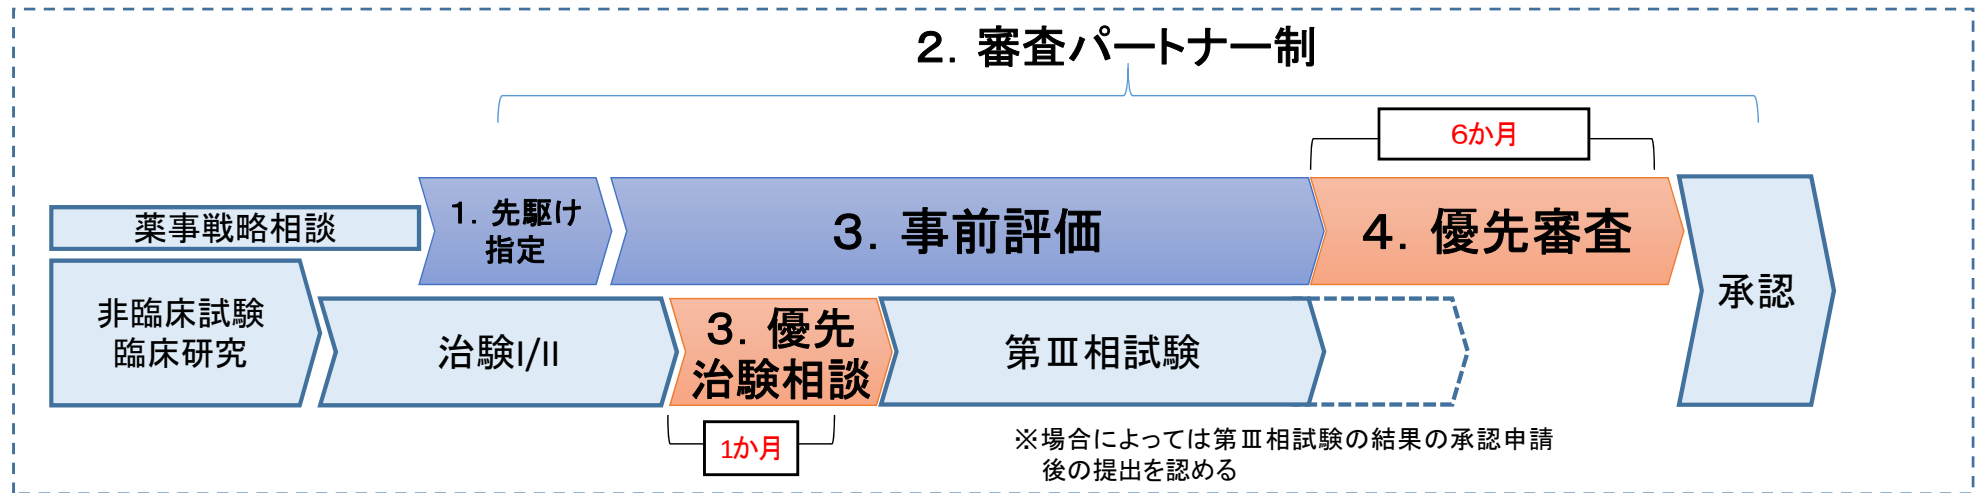 ２．審査パートナー制
6か月
薬事戦略相談
１．先駆け
指定
３．事前評価
４．優先審査
承認
非臨床試験
臨床研究
治験I/II
３．優先
治験相談
第Ⅲ相試験
1か月
※場合によっては第Ⅲ相試験の結果の承認申請
後の提出を認める